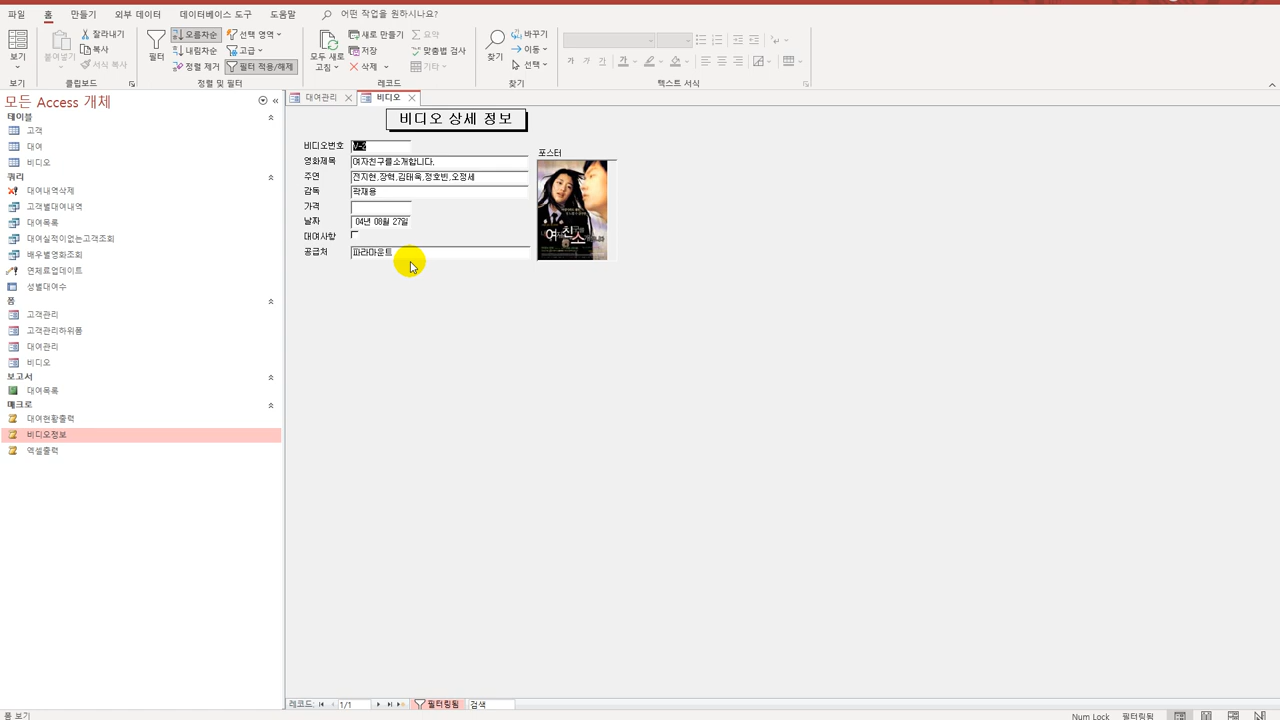 파일 홈 만들기 외부 데이터 데이터베이스 도구 도움말 어떤 작업을 원하시나요?
보기
보기
붙여넣기
잘라내기
복사
서식 복사
클립보드
필터
오름차순
내림차순
정렬 제거
선택 영역
고급
필터 적용/해제
정렬 및 필터
모두 새로 고침
새로 만들기
저장
삭제
요약
맞춤법 검사
기타
레코드
찾기
바꾸기
이동
선택
찾기
가 가 가 가
텍스트 서식
모든 Access 개체
테이블
고객
대여
비디오
쿼리
대여내역삭제
고객별대여내역
대여목록
대여실적이없는고객조회
배우별영화조회
연체료업데이트
성별대여수
폼
고객관리
고객관리하위폼
대여관리
비디오
보고서
대여목록
매크로
대여현황출력
비디오정보
엑셀출력
대여관리 비디오
비디오 상세 정보
비디오번호 V-2
영화제목 여자친구를소개합니다.
주연 전지현,장혁,김태욱,정호빈,오정세
감독 곽재용
가격
날자 04년 08월 27일
대여사항
공급처 파라마운트
포스터
레코드: 1/1 필터링됨 검색
폼 보기 Num Lock 필터링됨